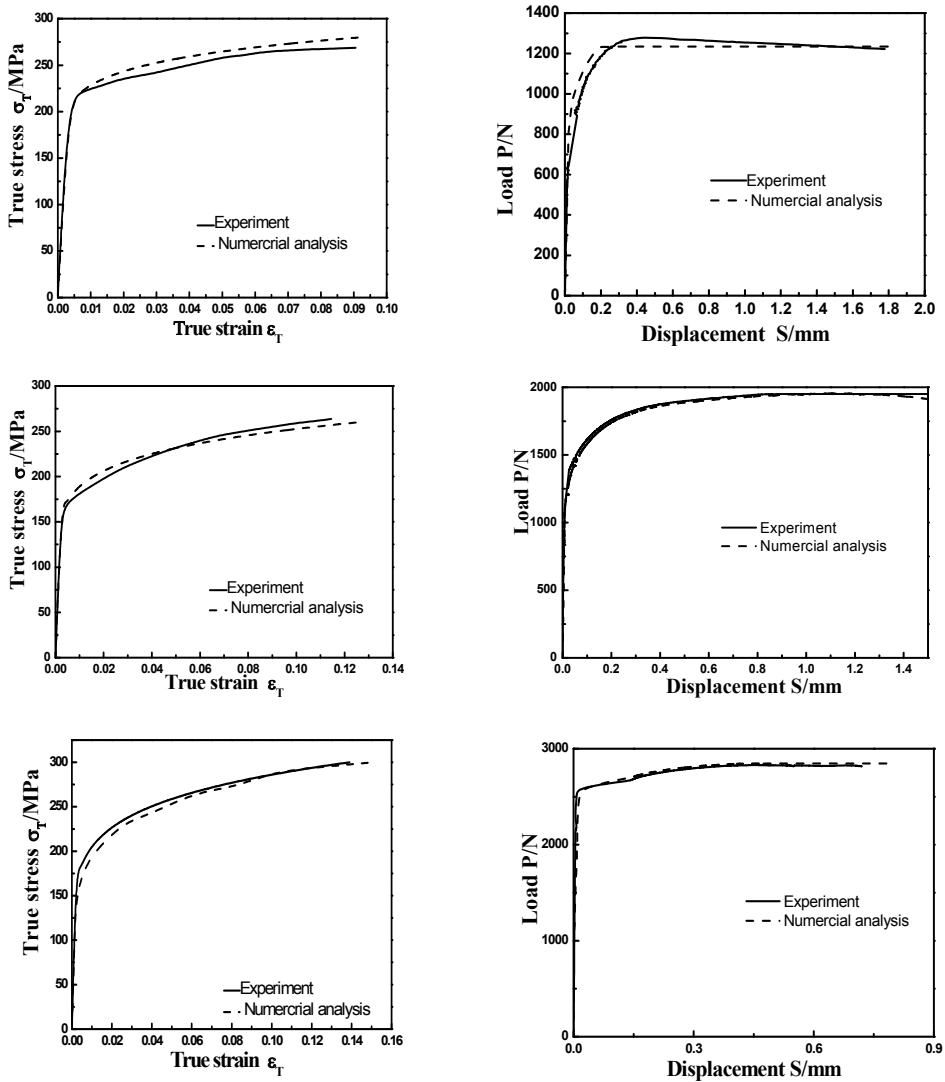 300
250
200
150
100
50
0
True stress σT/MPa
Experiment
Numercrial analysis
0.00 0.01 0.02 0.03 0.04 0.05 0.06 0.07 0.08 0.09 0.10
True strain εT
1400
1200
1000
800
600
400
200
0
Load P/N
Experiment
Numercial analysis
0.0 0.2 0.4 0.6 0.8 1.0 1.2 1.4 1.6 1.8 2.0
Displacement S/mm
300
250
200
150
100
50
0
True stress σT/MPa
Experiment
Numercrial analysis
0.00 0.02 0.04 0.06 0.08 0.10 0.12 0.14
True strain εT
2000
1500
1000
500
0
Load P/N
Experiment
Numercial analysis
0.0 0.2 0.4 0.6 0.8 1.0 1.2 1.4
Displacement S/mm
300
250
200
150
100
50
0
True stress σT/MPa
Experiment
Numercrial analysis
0.00 0.02 0.04 0.06 0.08 0.10 0.12 0.14 0.16
True strain εT
3000
2000
1000
0
Load P/N
Experiment
Numercial analysis
0.0 0.3 0.6 0.9
Displacement S/mm